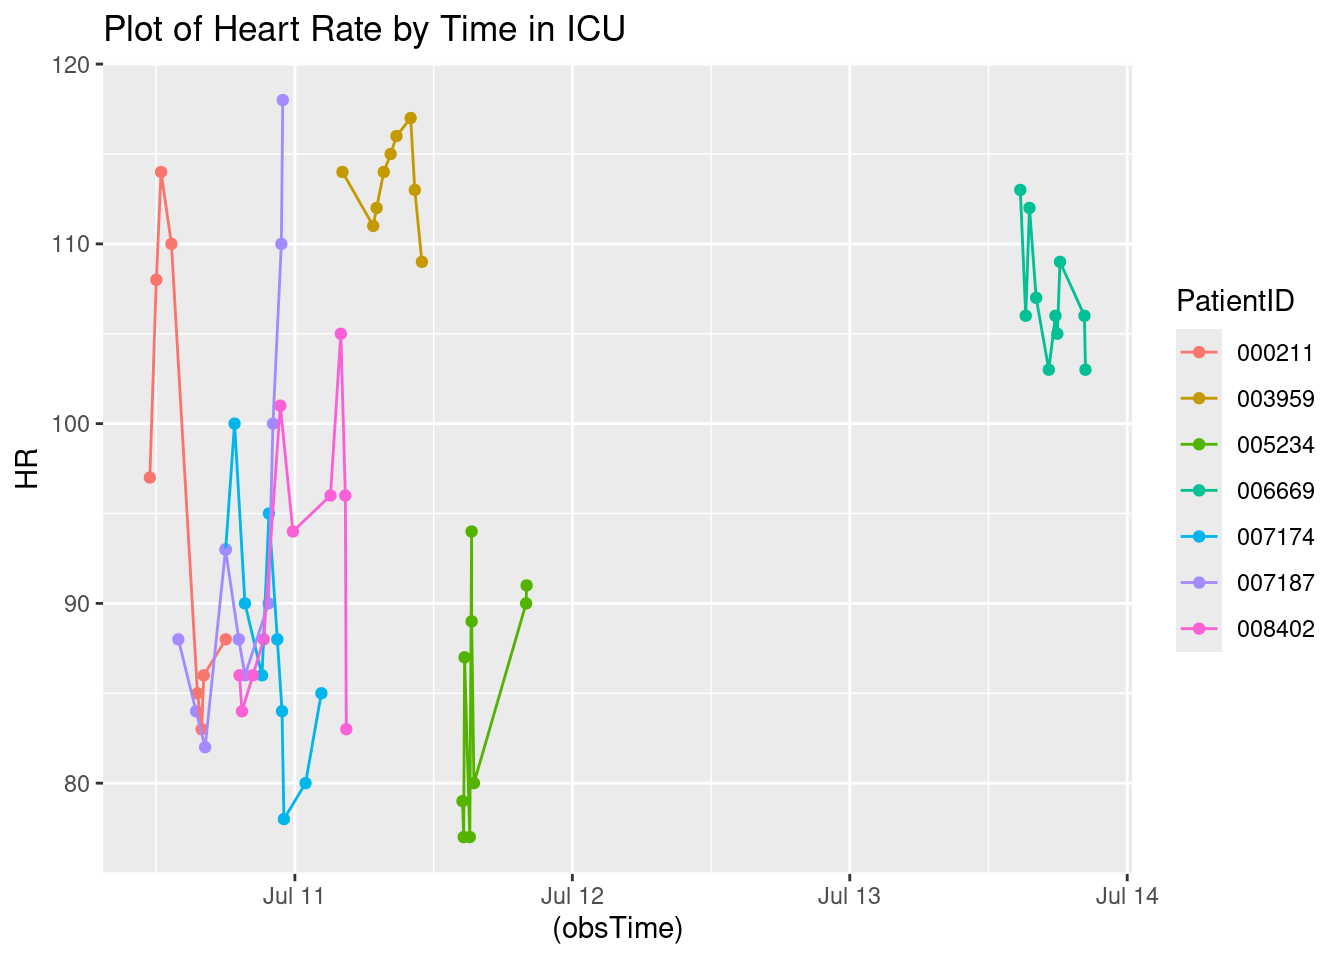 Plot of Heart Rate by Time in ICU
120
110
100
90
80
HR
Jul 11
Jul 12
Jul 13
Jul 14
(obsTime)
PatientID
000211
003959
005234
006669
007174
007187
008402